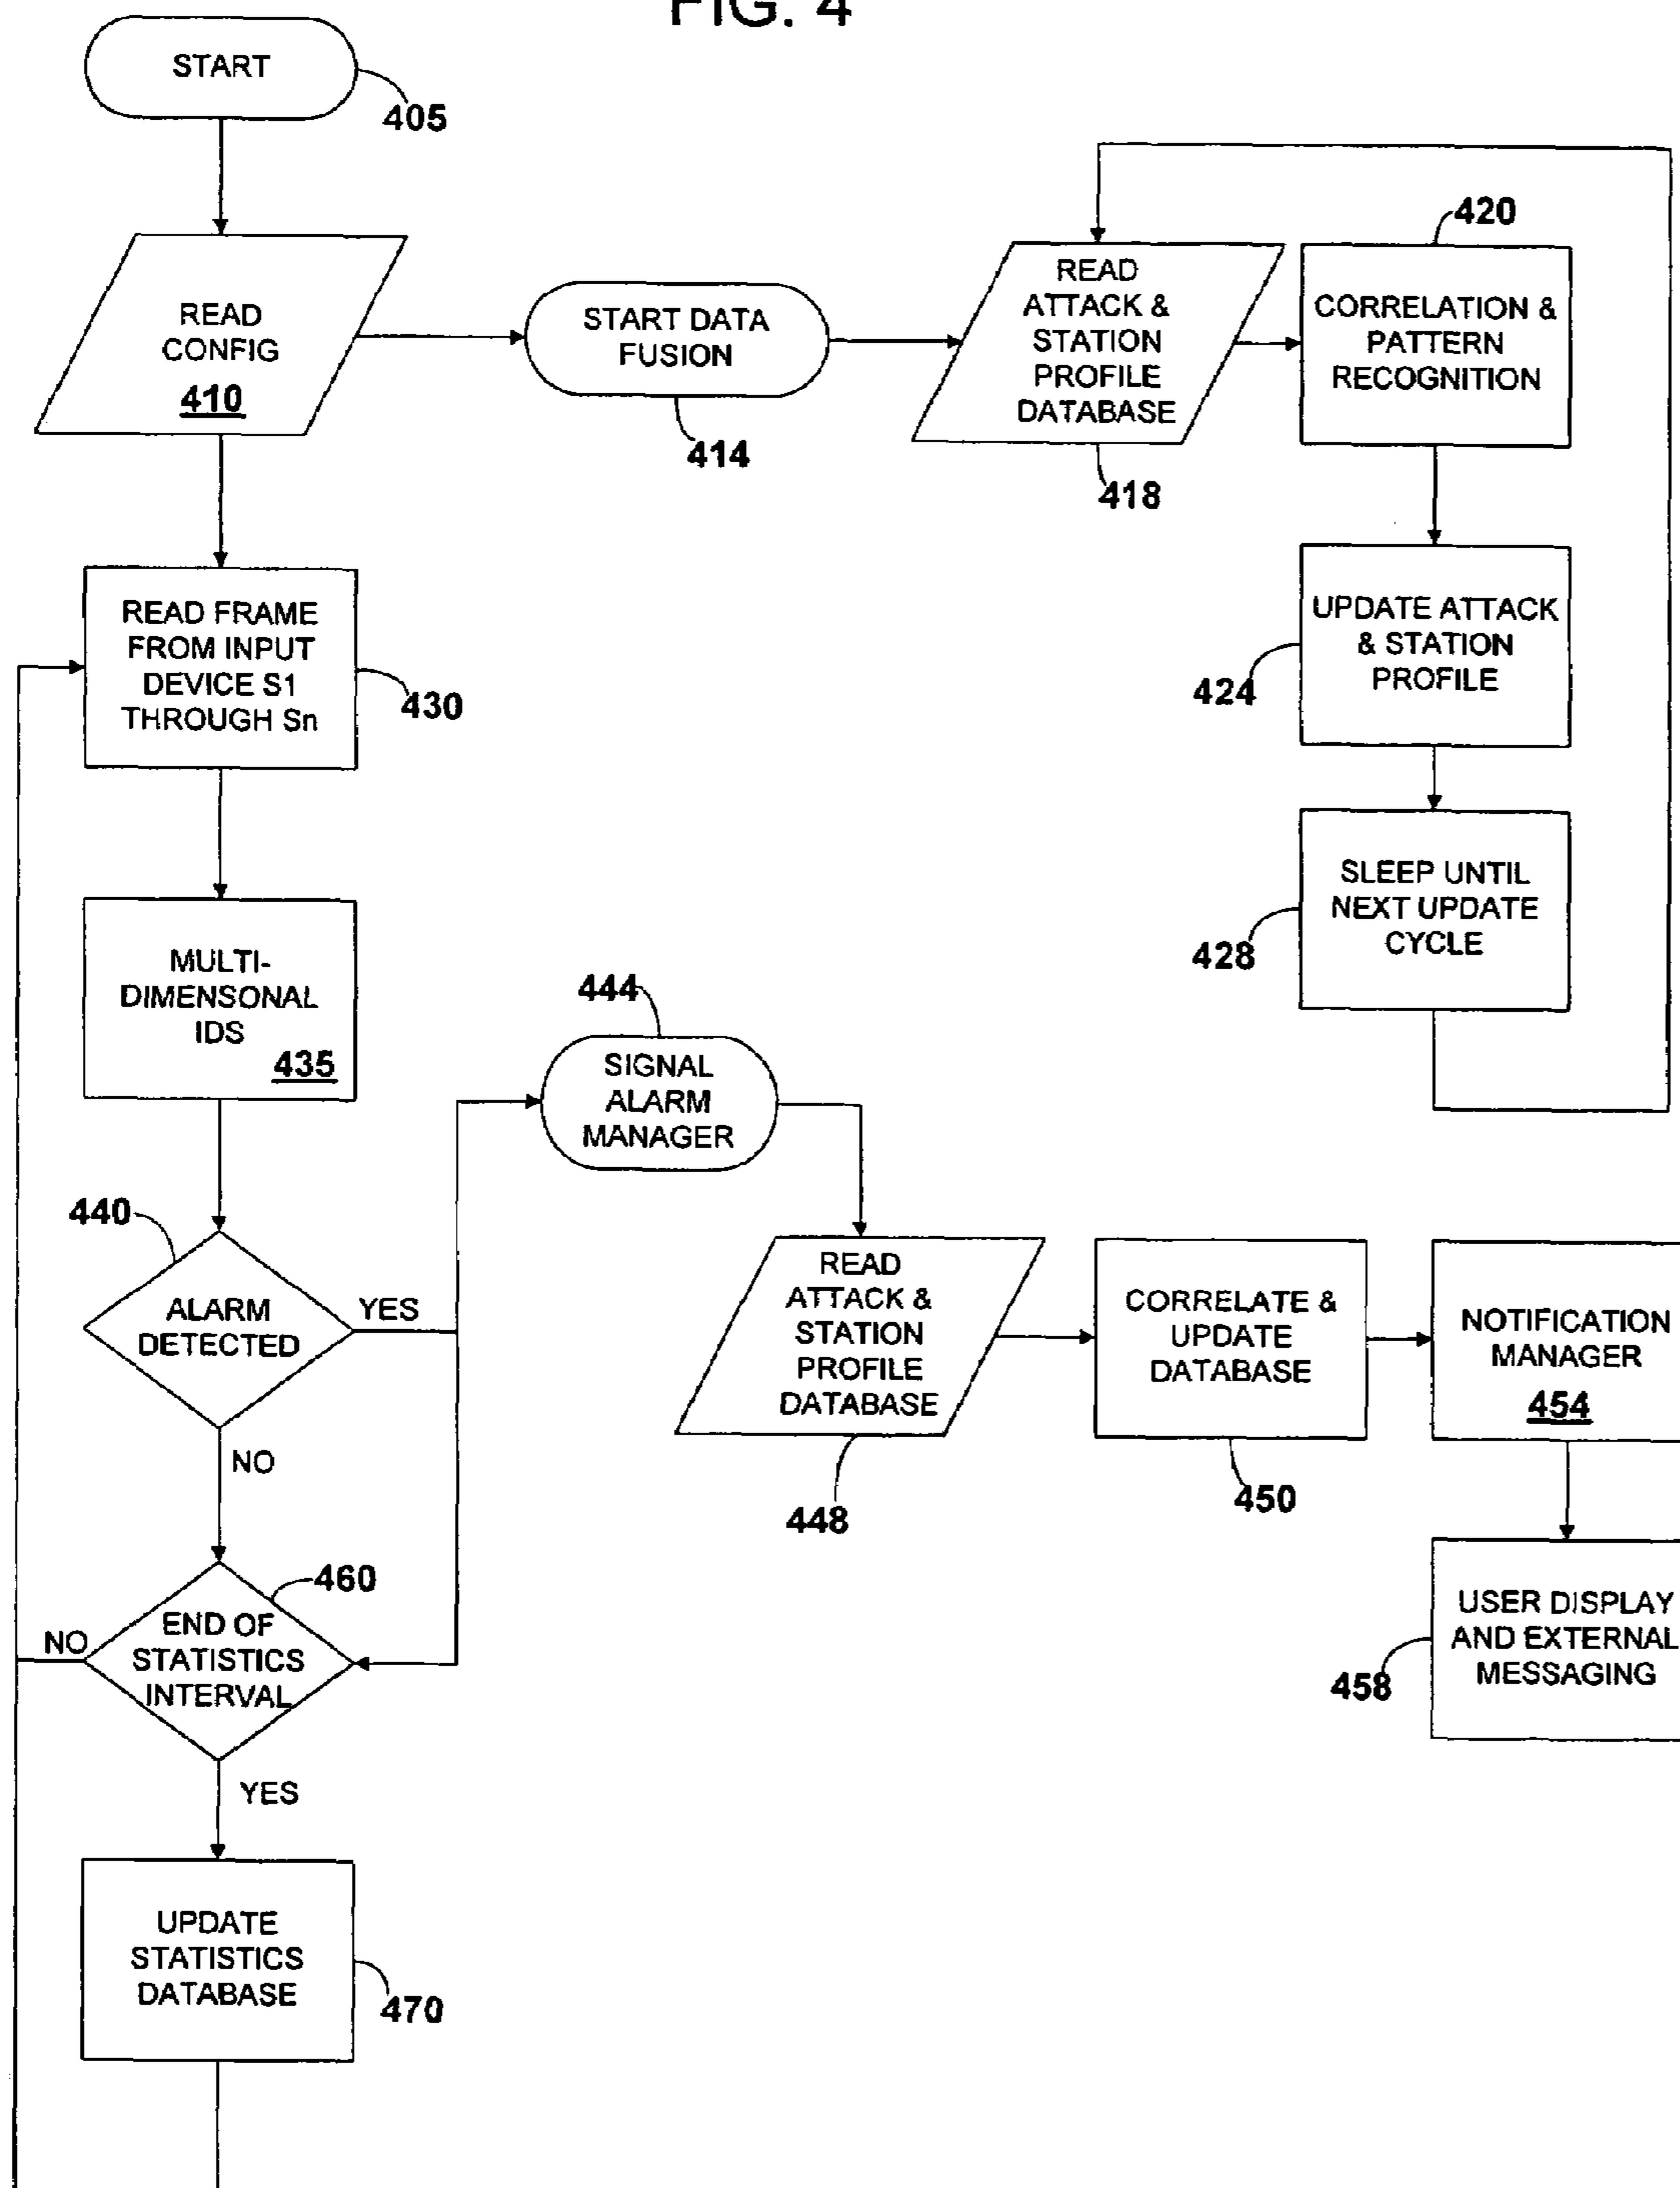 FIG. 4
START
405
READ
CONFIG
410
START DATA
FUSION
414
READ
ATTACK &
STATION
PROFILE
DATABASE
418
420
CORRELATION &
PATTERN
RECOGNITION
UPDATE ATTACK
& STATION
PROFILE
424
SLEEP UNTIL
NEXT UPDATE
CYCLE
428
READ FRAME
FROM INPUT
DEVICE S1
THROUGH Sn
430
MULTI-
DIMENSONAL
IDS
435
440
ALARM
DETECTED
YES
NO
444
SIGNAL
ALARM
MANAGER
READ
ATTACK &
STATION
PROFILE
DATABASE
448
CORRELATE &
UPDATE
DATABASE
450
NOTIFICATION
MANAGER
454
USER DISPLAY
AND EXTERNAL
MESSAGING
458
460
END OF
STATISTICS
INTERVAL
NO
YES
UPDATE
STATISTICS
DATABASE
470